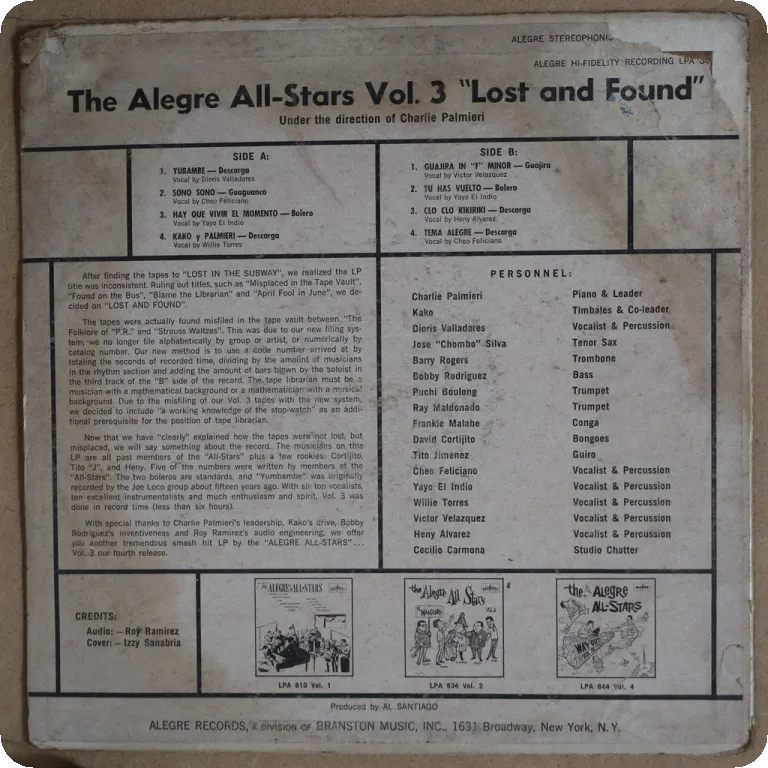 ALEGRE STEREOPHONIC
ALEGRE HI-FIDELITY RECORDING LPA
The Alegre All-Stars Vol. 3 "Lost and Found"
Under the direction of Charlie Palmieri
SIDE A:
1. YUBAMBE — Descarga
Vocal by Dioris Valladares
2. SONO SONO — Guaguanco
Vocal by Cheo Feliciano
3. HAY QUE VIVIR EL MOMENTO — Bolero
Vocal by Yayo El Indio
4. KAKO y PALMIERI — Descarga
Vocal by Willie Torres
SIDE B:
1. GUAJIRA IN "F" MINOR — Guajira
Vocal by Victor Velazquez
2. TU HAS VUELTO — Bolero
Vocal by Yayo El Indio
3. CLO CLO KIKIRIKI — Descarga
Vocal by Heny Alvarez
4. TEMA ALEGRE — Descarga
Vocal by Cheo Feliciano
After finding the tapes to "LOST IN THE SUBWAY", we realized the LP
title was inconsistent. Ruling out titles, such as "Misplaced in the Tape Vault",
"Found on the Bus", "Blame the Librarian" and "April Fool in June", we de-
cided on "LOST AND FOUND".
The tapes were actually found misfiled in the tape vault between "The
Folklore of "P.R." and "Strauss Waltzes". This was due to our new filing sys-
tem; we no longer file alphabetically by group or artist, or numerically by
catalog number. Our new method is to use a code number arrived at by
totaling the seconds of recorded time, dividing by the amount of musicians
in the rhythm section and adding the amount of bars blown by the soloist in
the third track of the "B" side of the record. The tape librarian must be a
musician with a mathematical background or a mathematician with a musical
background. Due to the misfiling of our Vol. 3 tapes with the new system,
we decided to include "a working knowledge of the stop-watch" as an addi-
tional prerequisite for the position of tape librarian.
Now that we have "clearly" explained how the tapes were not lost, but
misplaced, we will say something about the record. The musicians on this
LP are all past members of the "All-Stars" plus a few rookies: Cortijito,
Tito "J", and Heny. Five of the numbers were written by members of the
"All-Stars". The two boleros are standards, and "Yumbambe" was originally
recorded by the Joe Loco group about fifteen years ago. With six top vocalists,
ten excellent instrumentalists and much enthusiasm and spirit, Vol. 3 was
done in record time (less than six hours).
With special thanks to Charlie Palmieri's leadership, Kako's drive, Bobby
Rodriguez's inventiveness and Roy Ramirez's audio engineering, we offer
you another tremendous smash hit LP by the "ALEGRE ALL-STARS" ...
Vol. 3 our fourth release.
PERSONNEL:
Charlie Palmieri Piano & Leader
Kako Timbales & Co-leader
Dioris Valladares Vocalist & Percussion
Jose "Chombo" Silva Tenor Sax
Barry Rogers Trombone
Bobby Rodriguez Bass
Puchi Boulong Trumpet
Ray Maldonado Trumpet
Frankie Malabe Conga
David Cortijito Bongoes
Tito Jimenez Guiro
Cheo Feliciano Vocalist & Percussion
Yayo El Indio Vocalist & Percussion
Willie Torres Vocalist & Percussion
Victor Velazquez Vocalist & Percussion
Heny Alvarez Vocalist & Percussion
Cecilio Carmona Studio Chatter
CREDITS:
Audio: — Roy Ramirez
Cover: — Izzy Sanabria
The ALEGRE ALL-STARS
LPA 810 Vol. 1
the Alegre All Stars
LPA 834 Vol. 2
the Alegre
ALL-STARS
WAY OUT
LPA 844 Vol. 4
Produced by AL SANTIAGO
ALEGRE RECORDS, A DIVISION OF BRANSTON MUSIC, INC., 1631 Broadway, New York, N.Y.